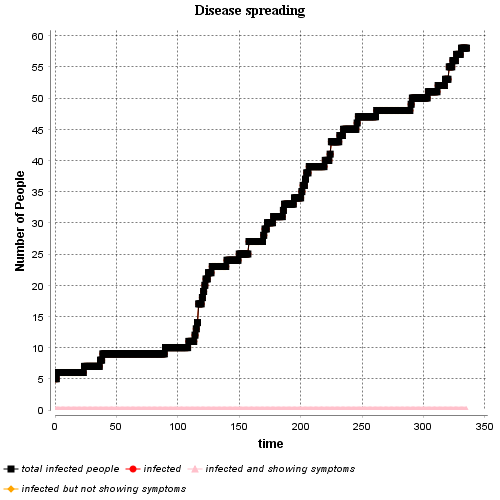 Disease spreading
Number of People
60
55
50
45
40
35
30
25
20
15
10
5
0
0 50 100 150 200 250 300 350
time
total infected people infected infected and showing symptoms
infected but not showing symptoms